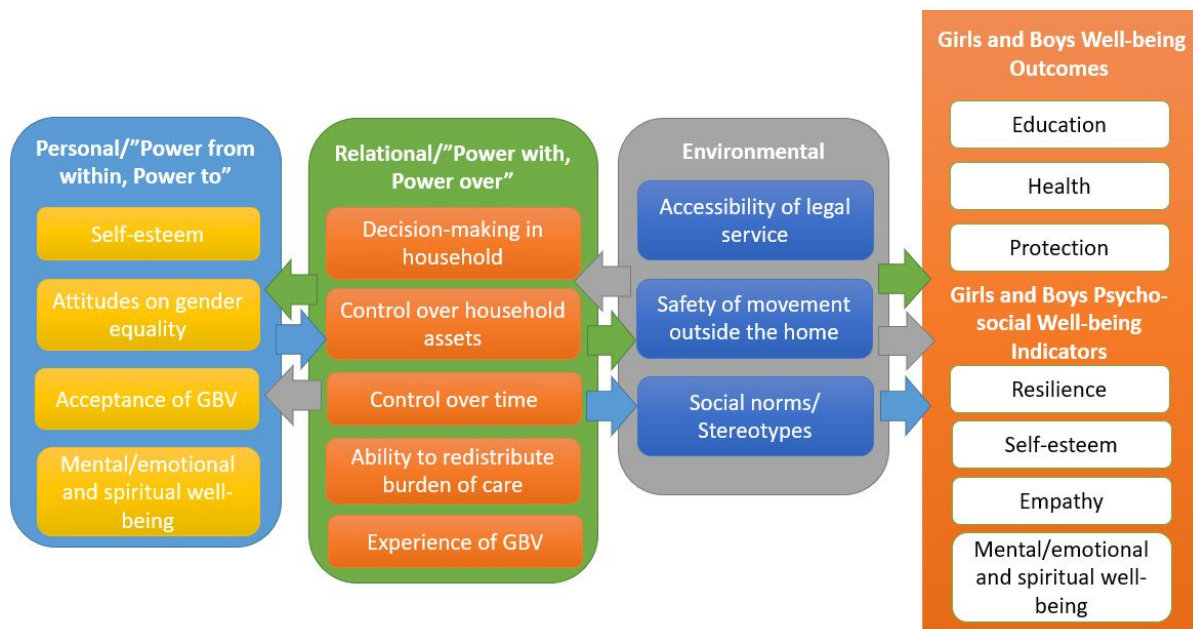 Personal/”Power from
within, Power to”
Self-esteem
Attitudes on gender
equality
Acceptance of GBV
Mental/emotional
and spiritual well-
being
Relational/”Power with,
Power over”
Decision-making in
household
Control over household
assets
Control over time
Ability to redistribute
burden of care
Experience of GBV
Environmental
Accessibility of legal
service
Safety of movement
outside the home
Social norms/
Stereotypes
Girls and Boys Well-being
Outcomes
Education
Health
Protection
Girls and Boys Psycho-
social Well-being
Indicators
Resilience
Self-esteem
Empathy
Mental/emotional
and spiritual well-
being